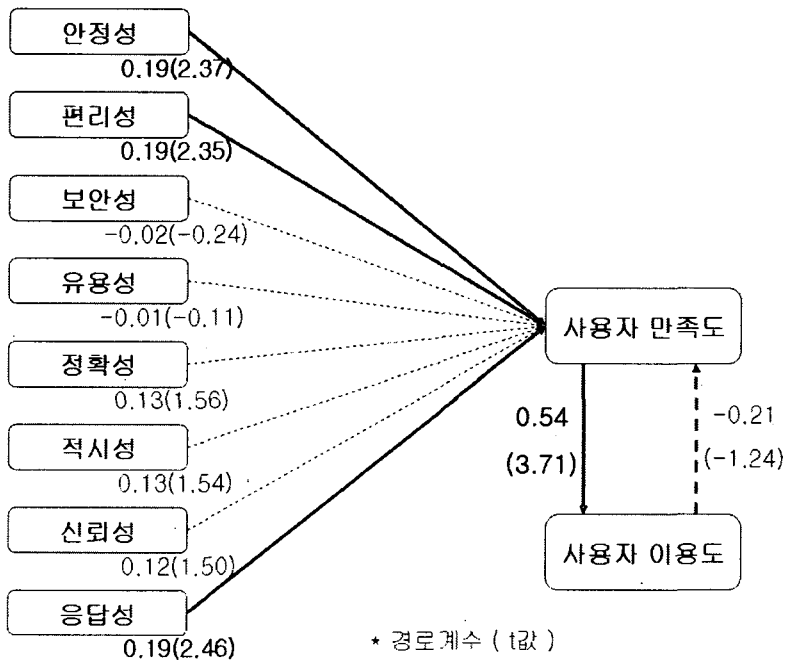 안정성
0.19(2.37)
편리성
0.19(2.35)
보안성
-0.02(-0.24)
유용성
-0.01(-0.11)
정확성
0.13(1.56)
적시성
0.13(1.54)
신뢰성
0.12(1.50)
응답성
0.19(2.46)
사용자 만족도
0.54
(3.71)
-0.21
(-1.24)
사용자 이용도
* 경로계수 ( t값 )